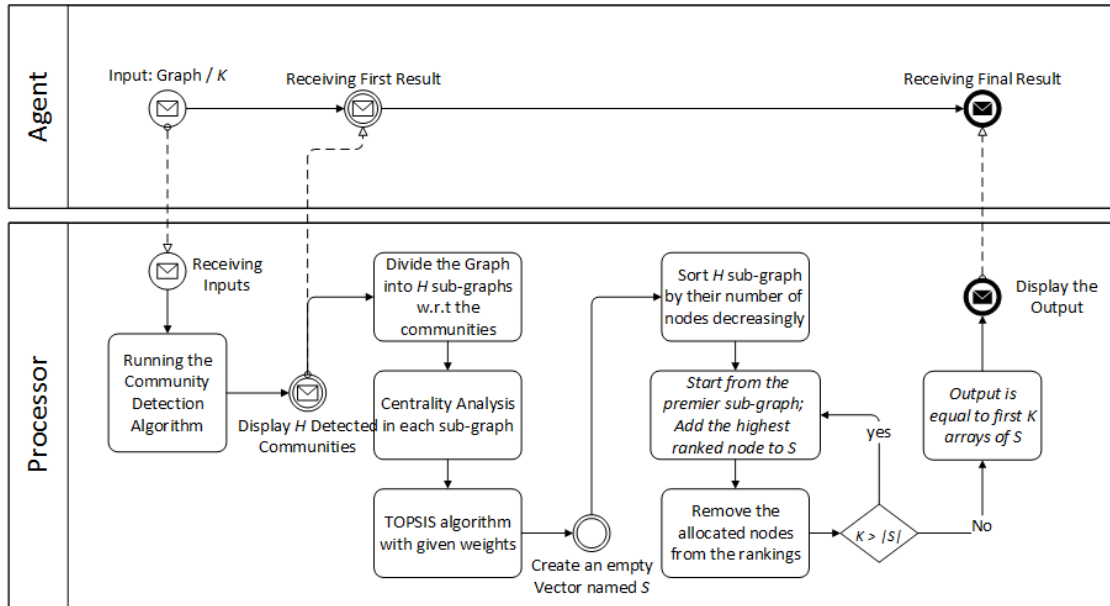 Agent
Input: Graph / K
Receiving First Result
Receiving Final Result
Processor
Receiving
Inputs
Running the
Community
Detection
Algorithm
Display H Detected
Communities
Divide the Graph
into H sub-graphs
w.r.t the
communities
Centrality Analysis
in each sub-graph
TOPSIS algorithm
with given weights
Create an empty
Vector named S
Sort H sub-graph
by their number of
nodes decreasingly
Start from the
premier sub-graph;
Add the highest
ranked node to S
Remove the
allocated nodes
from the rankings
K > |S|
yes
No
Output is
equal to first K
arrays of S
Display the
Output